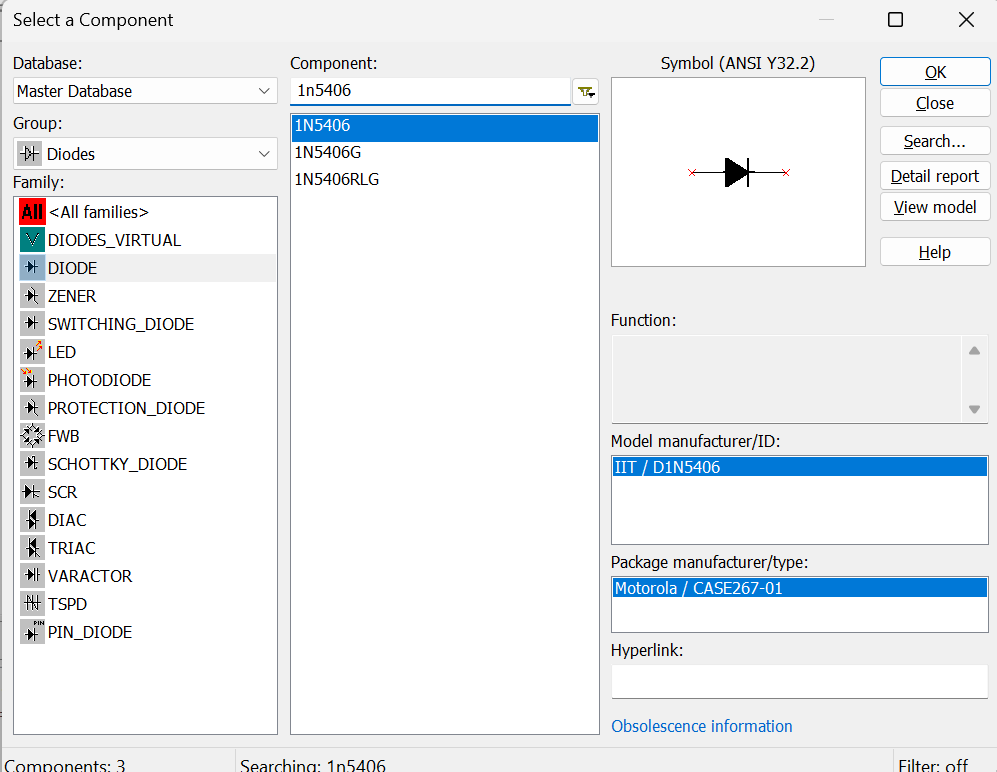 Select a Component
Database:
Master Database
Group:
Diodes
Family:
All <All families>
DIODES_VIRTUAL
DIODE
ZENER
SWITCHING_DIODE
LED
PHOTODIODE
PROTECTION_DIODE
FWB
SCHOTTKY_DIODE
SCR
DIAC
TRIAC
VARACTOR
TSPD
PIN PIN_DIODE
Component:
1n5406
1N5406
1N5406G
1N5406RLG
Symbol (ANSI Y32.2)
Function:
Model manufacturer/ID:
IIT / D1N5406
Package manufacturer/type:
Motorola / CASE267-01
Hyperlink:
Obsolescence information
OK
Close
Search...
Detail report
View model
Help
Components: 3
Searching: 1n5406
Filter: off